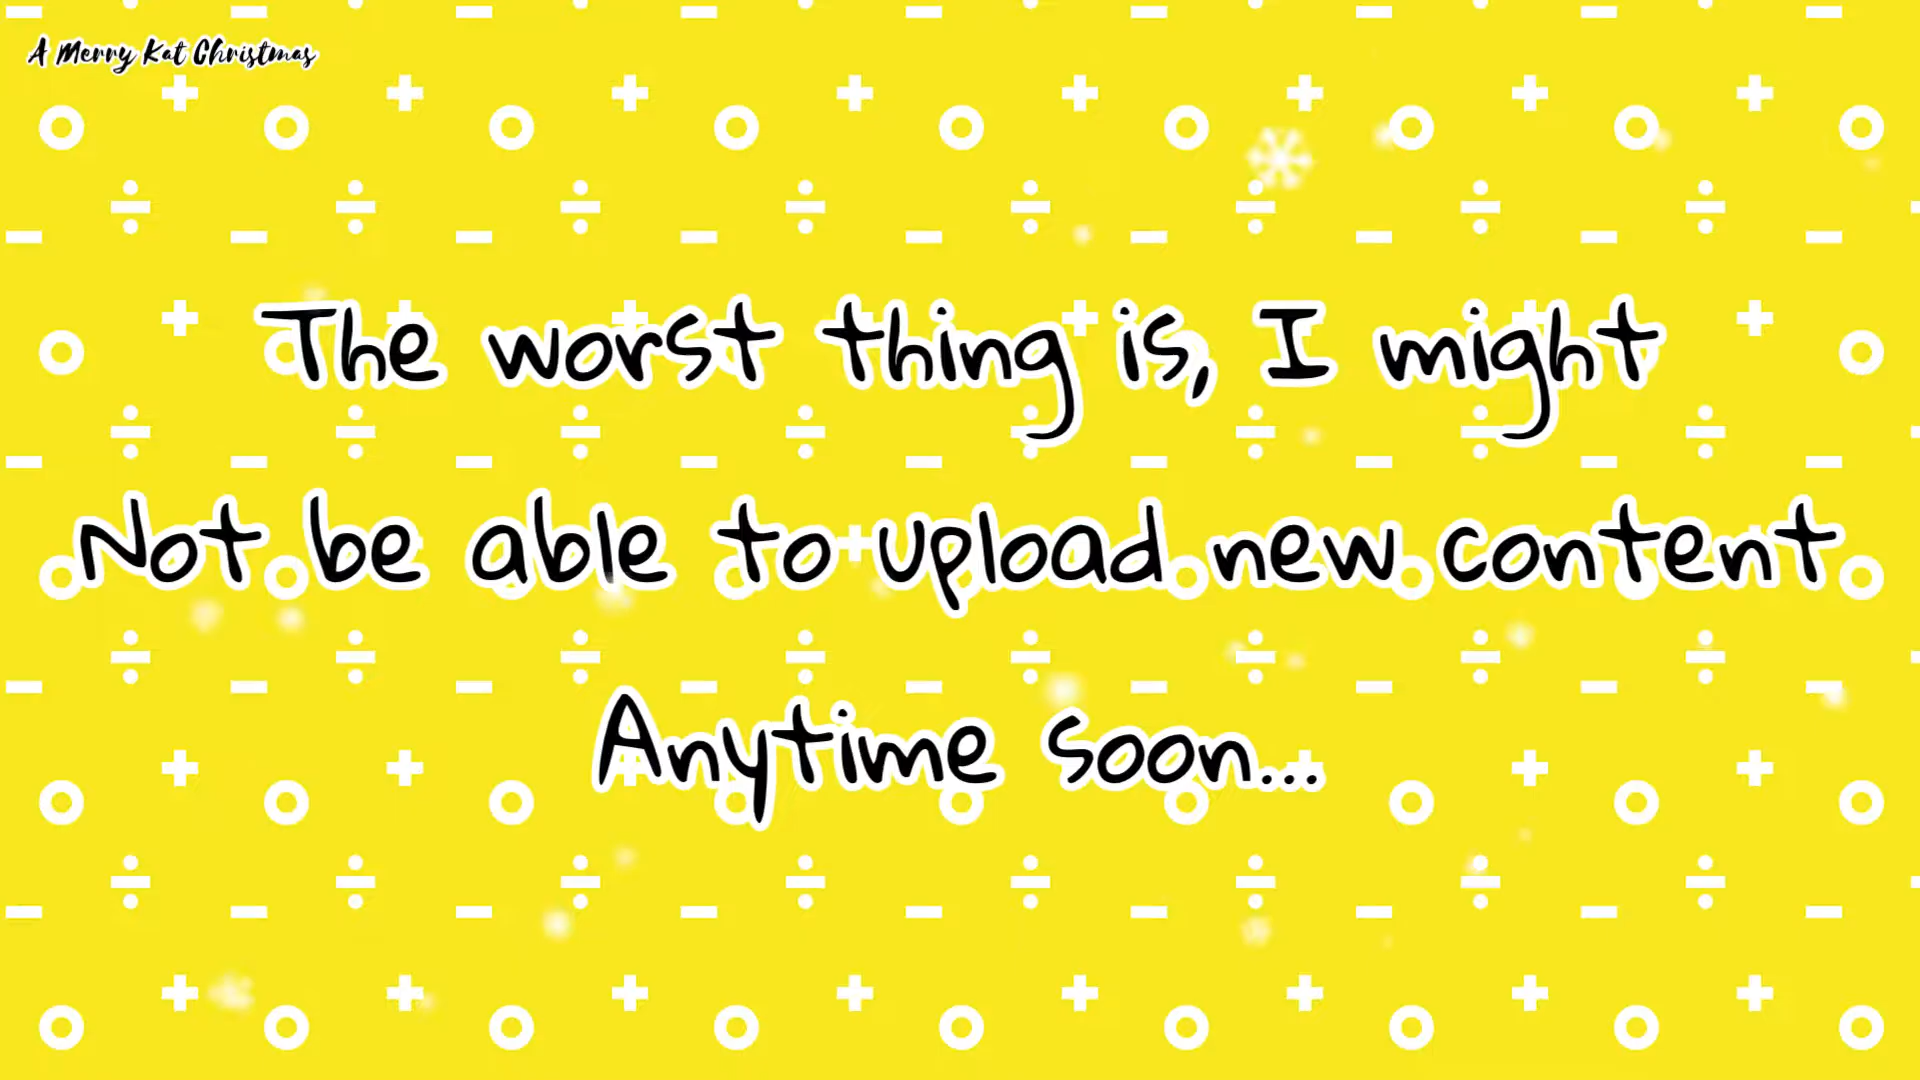 A Merry Kat Christmas
The worst thing is, I might
Not be able to upload new content
Anytime soon...